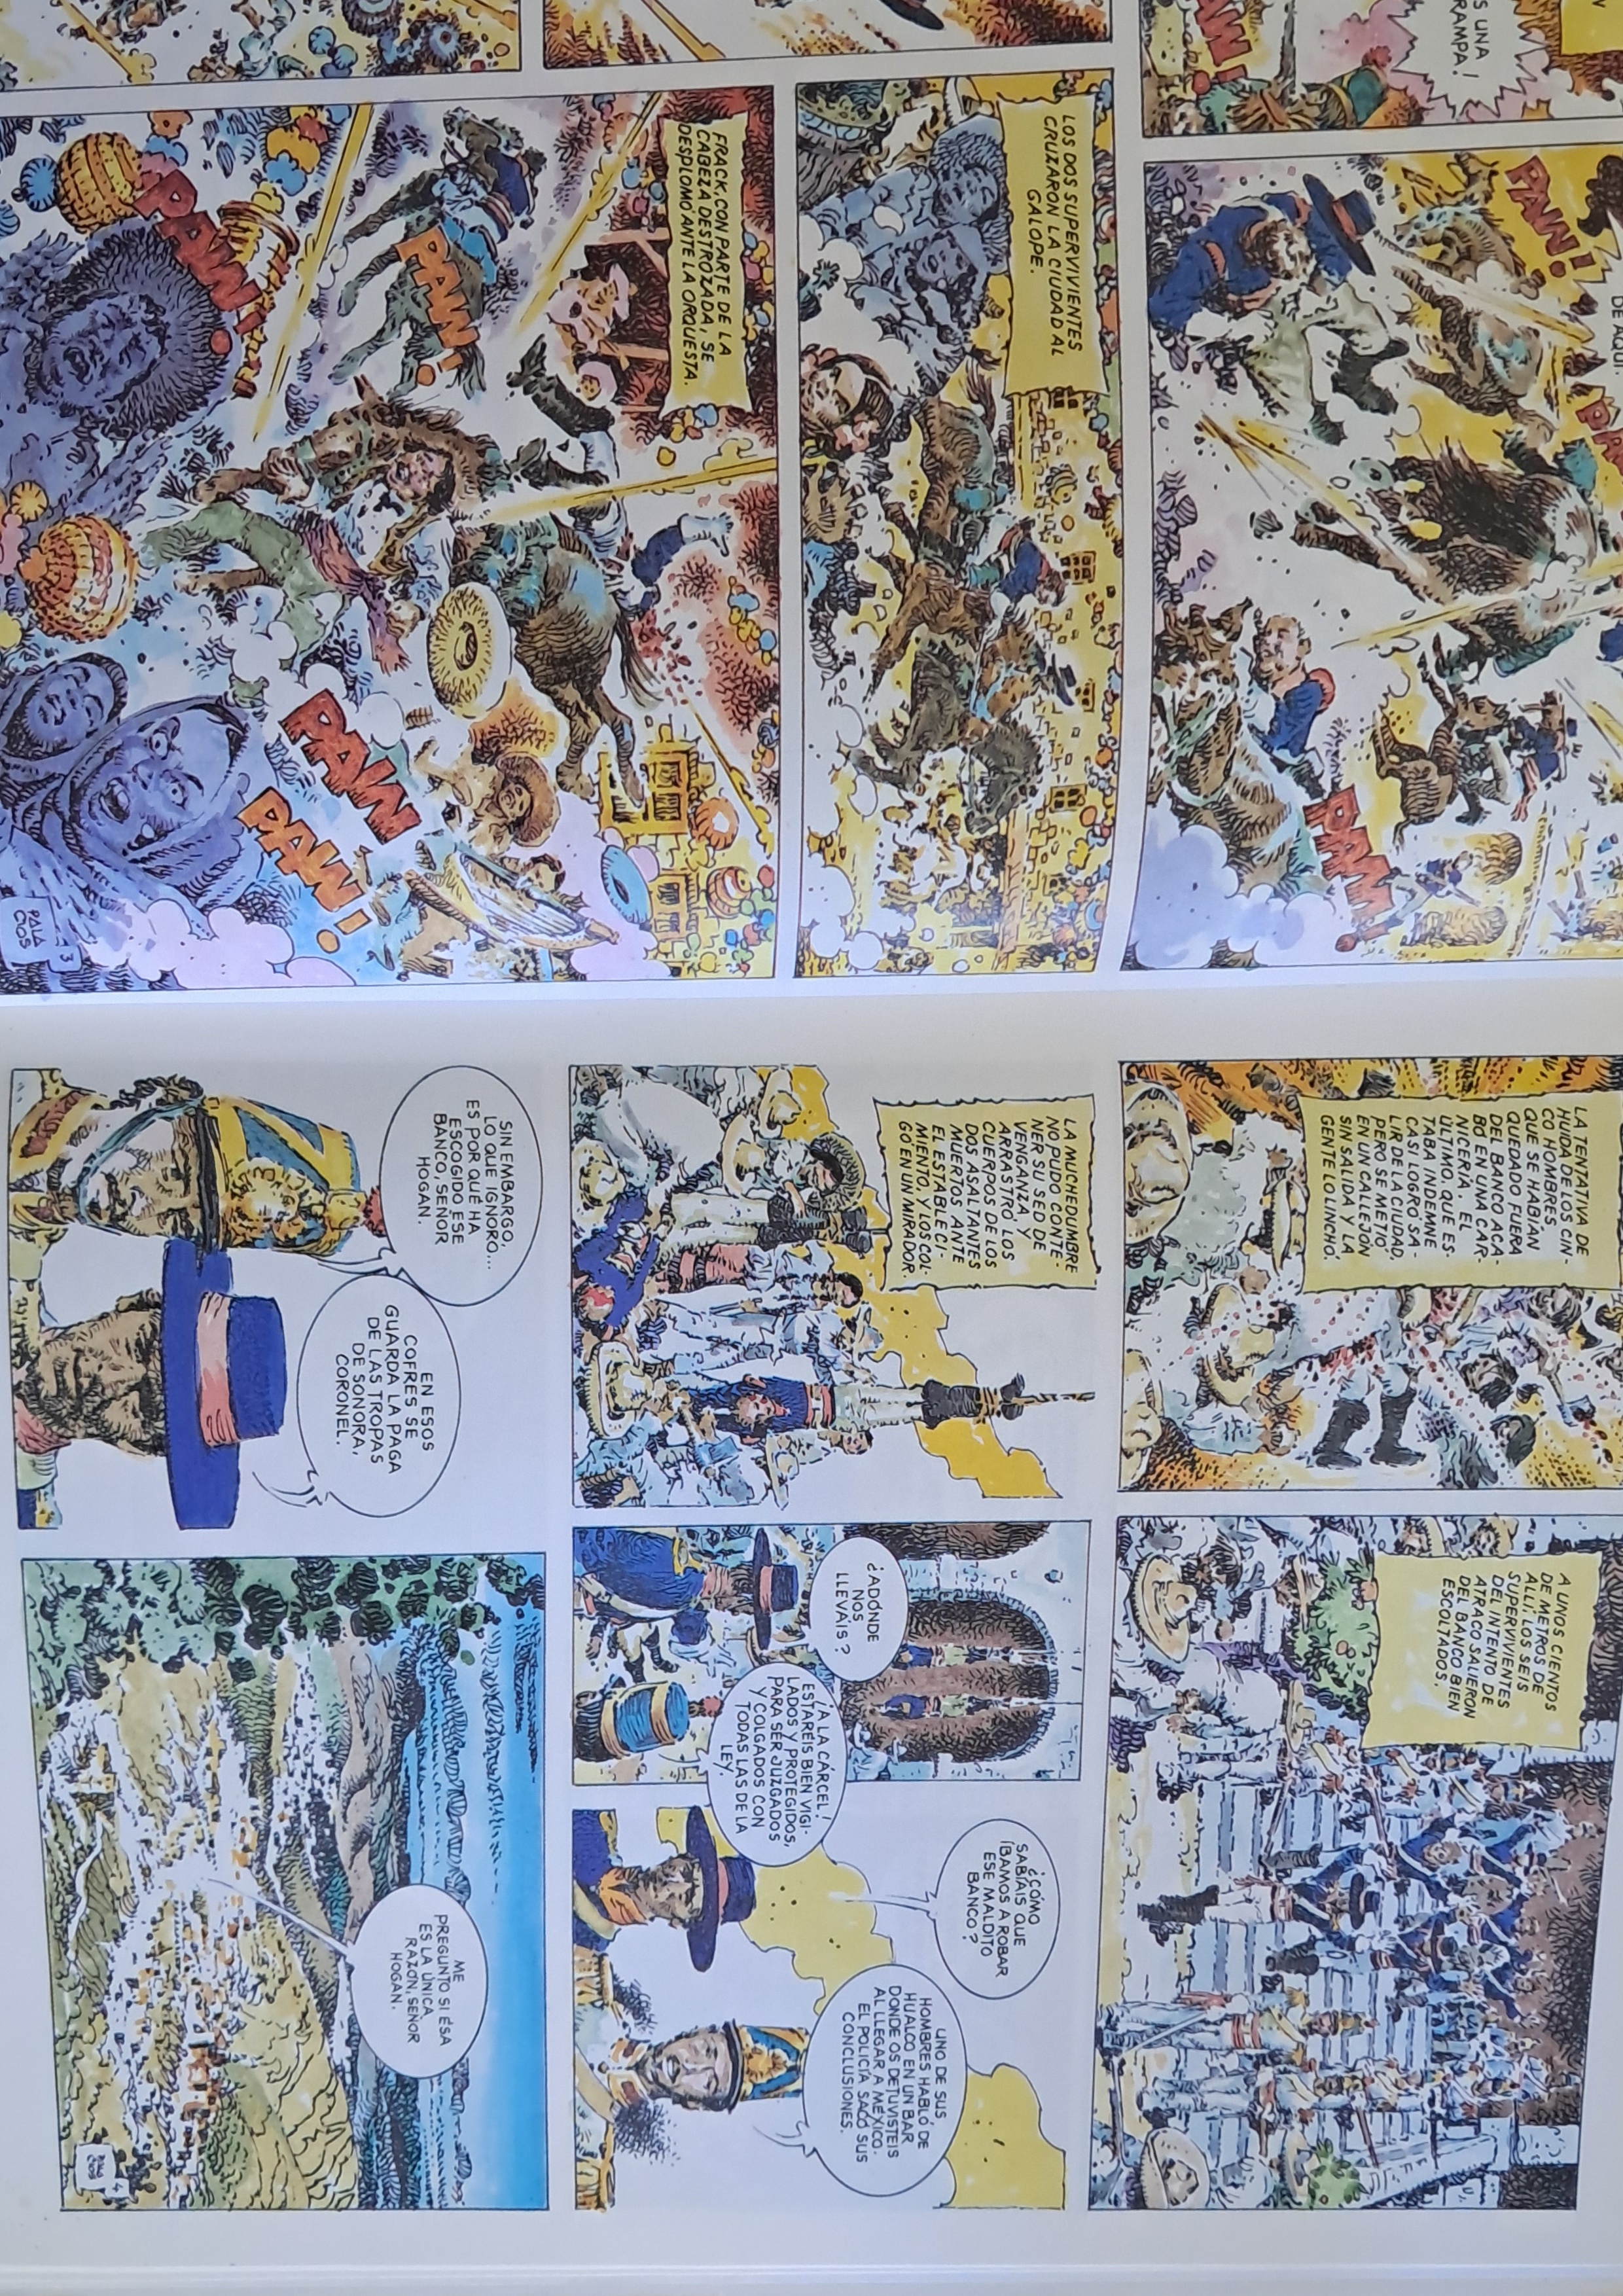 S UNA
RAMPA!
PAW!
PAW!
PAW
LOS DOS SUPERVIVIENTES
CRUZARON LA CIUDAD AL
GALOPE.
FRACK, CON PARTE DE LA
CABEZA DESTROZADA, SE
DESPLOMÓ ANTE LA ORQUESTA.
PAW!
PAW!
PAW
PAW!
PALA
CIOS
3
LA TENTATIVA DE
HUIDA DE LOS CIN-
CO HOMBRES
QUE SE HABÍAN
QUEDADO FUERA
DEL BANCO ACA-
BÓ EN UNA CAR-
NICERÍA. EL
ÚLTIMO, QUE ES-
TABA INDEMNE
CASI LOGRÓ SA-
LIR DE LA CIUDAD,
PERO SE METIÓ
EN UN CALLEJÓN
SIN SALIDA Y LA
GENTE LO LINCHÓ.
A UNOS CIENTOS
DE METROS DE
ALLÍ, LOS SEIS
SUPERVIVIENTES
DEL INTENTO DE
ATRACO SALIERON
DEL BANCO BIEN
ESCOLTADOS.
LA MUCHEDUMBRE
NO PUDO CONTE-
NER SU SED DE
VENGANZA Y
ARRASTRÓ LOS
CUERPOS DE LOS
DOS ASALTANTES
MUERTOS ANTE
EL ESTABLECI-
MIENTO, Y LOS COL-
GÓ EN UN MIRADOR.
¿ADÓNDE
NOS
LLEVÁIS?
¡A LA CÁRCEL!
ESTARÉIS BIEN VIGI-
LADOS Y PROTEGIDOS,
PARA SER JUZGADOS
Y COLGADOS CON
TODAS LAS DE LA
LEY.
¿CÓMO
SABÍAIS QUE
ÍBAMOS A ROBAR
ESE MALDITO
BANCO?
UNO DE SUS
HOMBRES HABLÓ DE
HUALCO EN UN BAR
DONDE OS DETUVISTEIS
AL LLEGAR A MÉXICO.
EL POLICÍA SACÓ SUS
CONCLUSIONES.
SIN EMBARGO,
LO QUE IGNORO...
ES POR QUÉ HA
ESCOGIDO ESE
BANCO, SEÑOR
HOGAN.
EN ESOS
COFRES SE
GUARDA LA PAGA
DE LAS TROPAS
DE SONORA,
CORONEL.
ME
PREGUNTO SI ÉSA
ES LA ÚNICA
RAZÓN, SEÑOR
HOGAN.
4